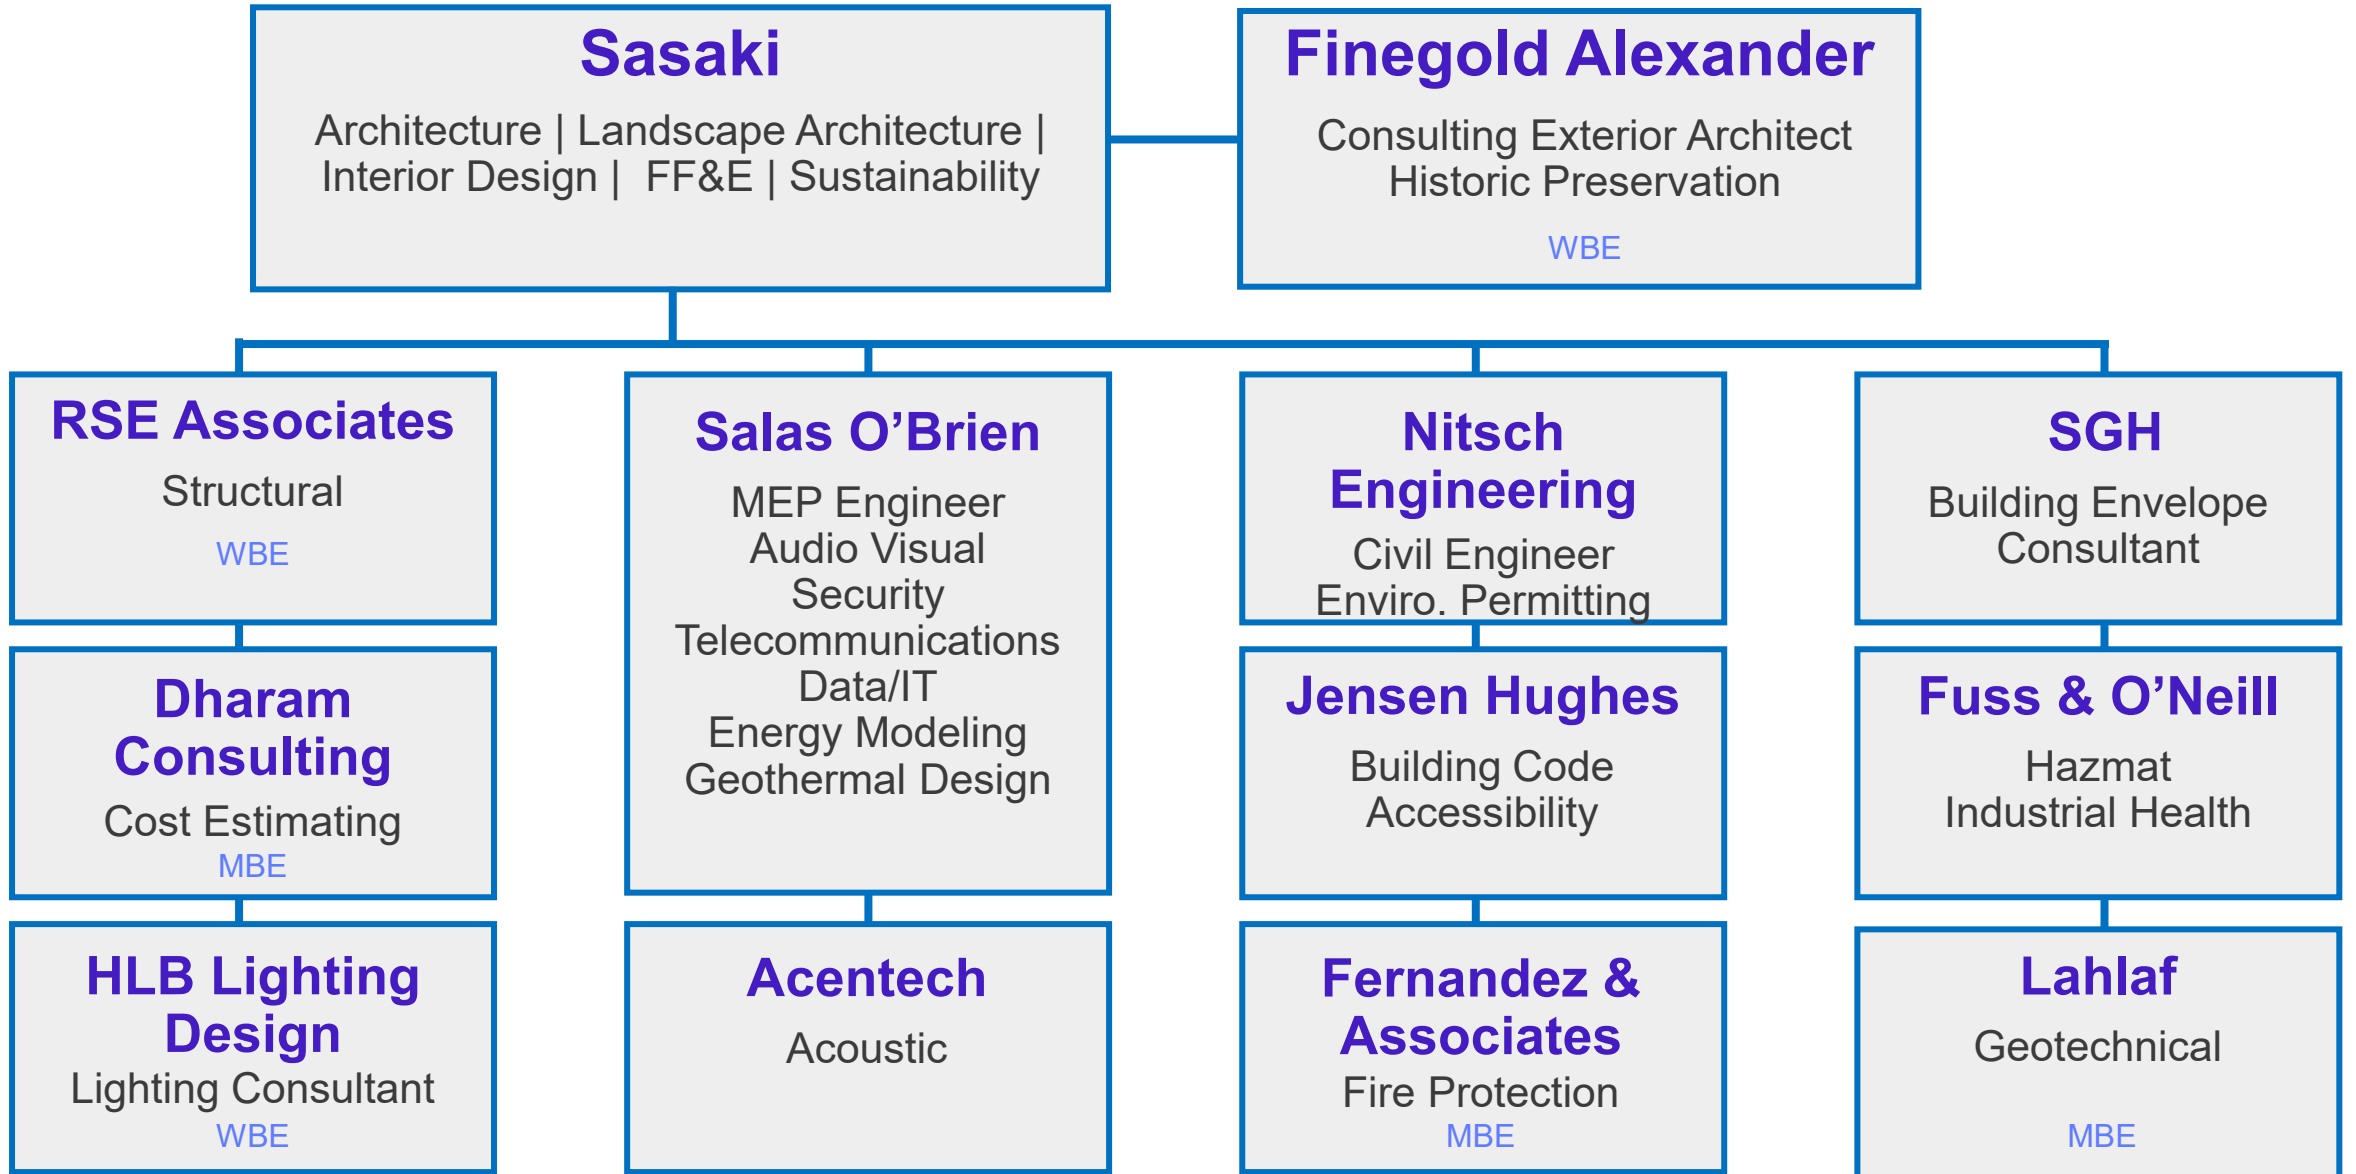 Sasaki
Architecture | Landscape Architecture |
Interior Design |  FF&E | Sustainability
Finegold Alexander
Consulting Exterior Architect
Historic Preservation
WBE
RSE Associates
Structural
WBE
Salas O’Brien
MEP Engineer
Audio Visual
Security
Telecommunications
Data/IT
Energy Modeling
Geothermal Design
Nitsch
Engineering
Civil Engineer
Enviro. Permitting
SGH
Building Envelope
Consultant
Dharam
Consulting
Cost Estimating
MBE
Jensen Hughes
Building Code
Accessibility
Fuss & O’Neill
Hazmat
Industrial Health
HLB Lighting
Design
Lighting Consultant
WBE
Acentech
Acoustic
Fernandez &
Associates
Fire Protection
MBE
Lahlaf
Geotechnical
MBE